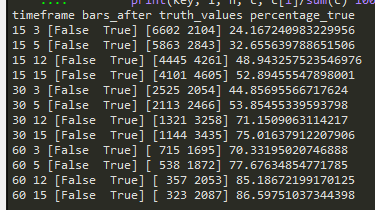 print(key, i, n, c, c[1]/sum(c)*100
timeframe bars_after truth_values percentage_true
15 3 [False  True] [6602 2104] 24.167240983229956
15 5 [False  True] [5863 2843] 32.655639788651506
15 12 [False  True] [4445 4261] 48.943257523546976
15 15 [False  True] [4101 4605] 52.89455547898001
30 3 [False  True] [2525 2054] 44.85695566717624
30 5 [False  True] [2113 2466] 53.85455339593798
30 12 [False  True] [1321 3258] 71.1509063114217
30 15 [False  True] [1144 3435] 75.01637912207906
60 3 [False  True] [ 715 1695] 70.33195020746888
60 5 [False  True] [ 538 1872] 77.67634854771785
60 12 [False  True] [ 357 2053] 85.18672199170125
60 15 [False  True] [ 323 2087] 86.59751037344398